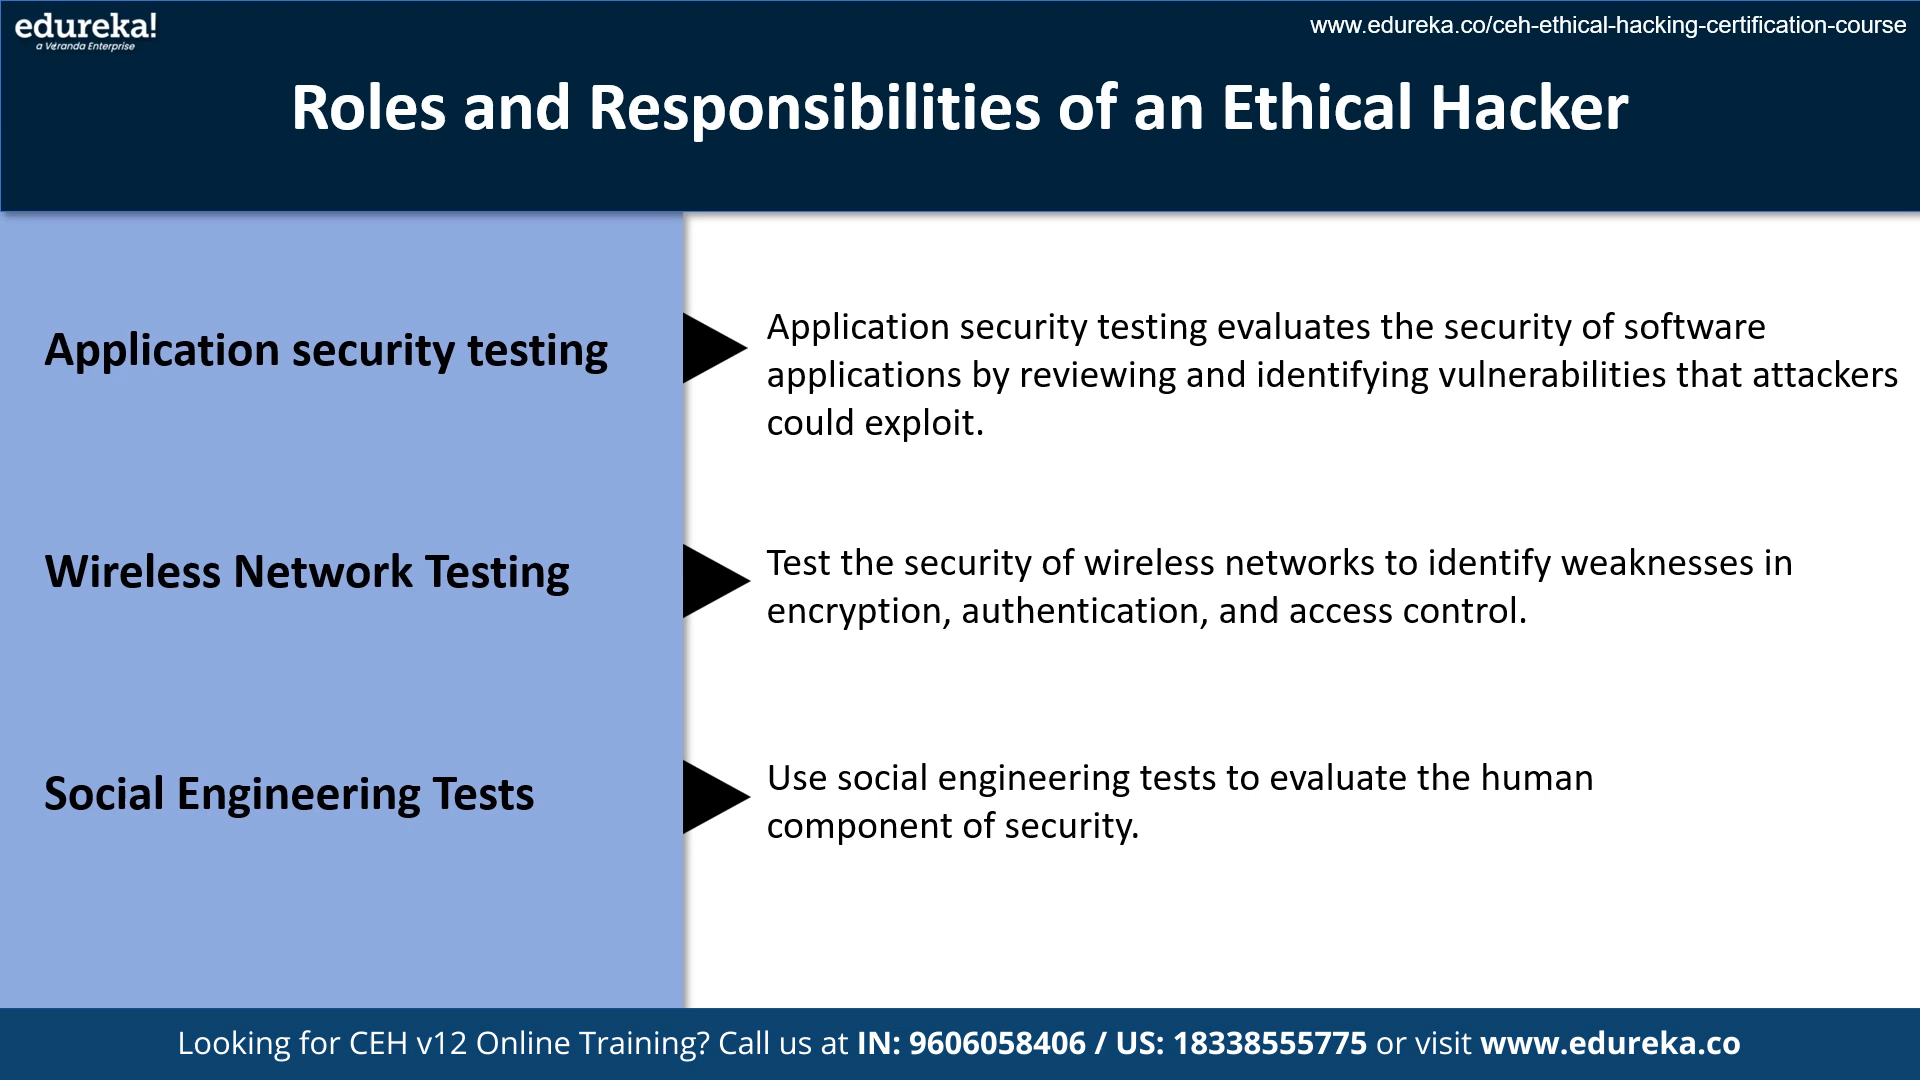 edureka!
a Veranda Enterprise
www.edureka.co/ceh-ethical-hacking-certification-course
Roles and Responsibilities of an Ethical Hacker
Application security testing
Application security testing evaluates the security of software
applications by reviewing and identifying vulnerabilities that attackers
could exploit.
Wireless Network Testing
Test the security of wireless networks to identify weaknesses in
encryption, authentication, and access control.
Social Engineering Tests
Use social engineering tests to evaluate the human
component of security.
Looking for CEH v12 Online Training? Call us at IN: 9606058406 / US: 18338555775 or visit www.edureka.co